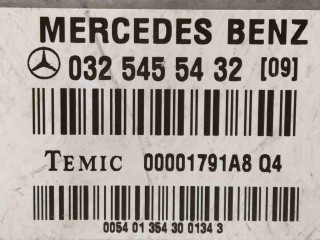 MERCEDES BENZ
032 545 54 32 [09]
TEMIC 00001791A8 Q4
0054 01 354 30 0134 3